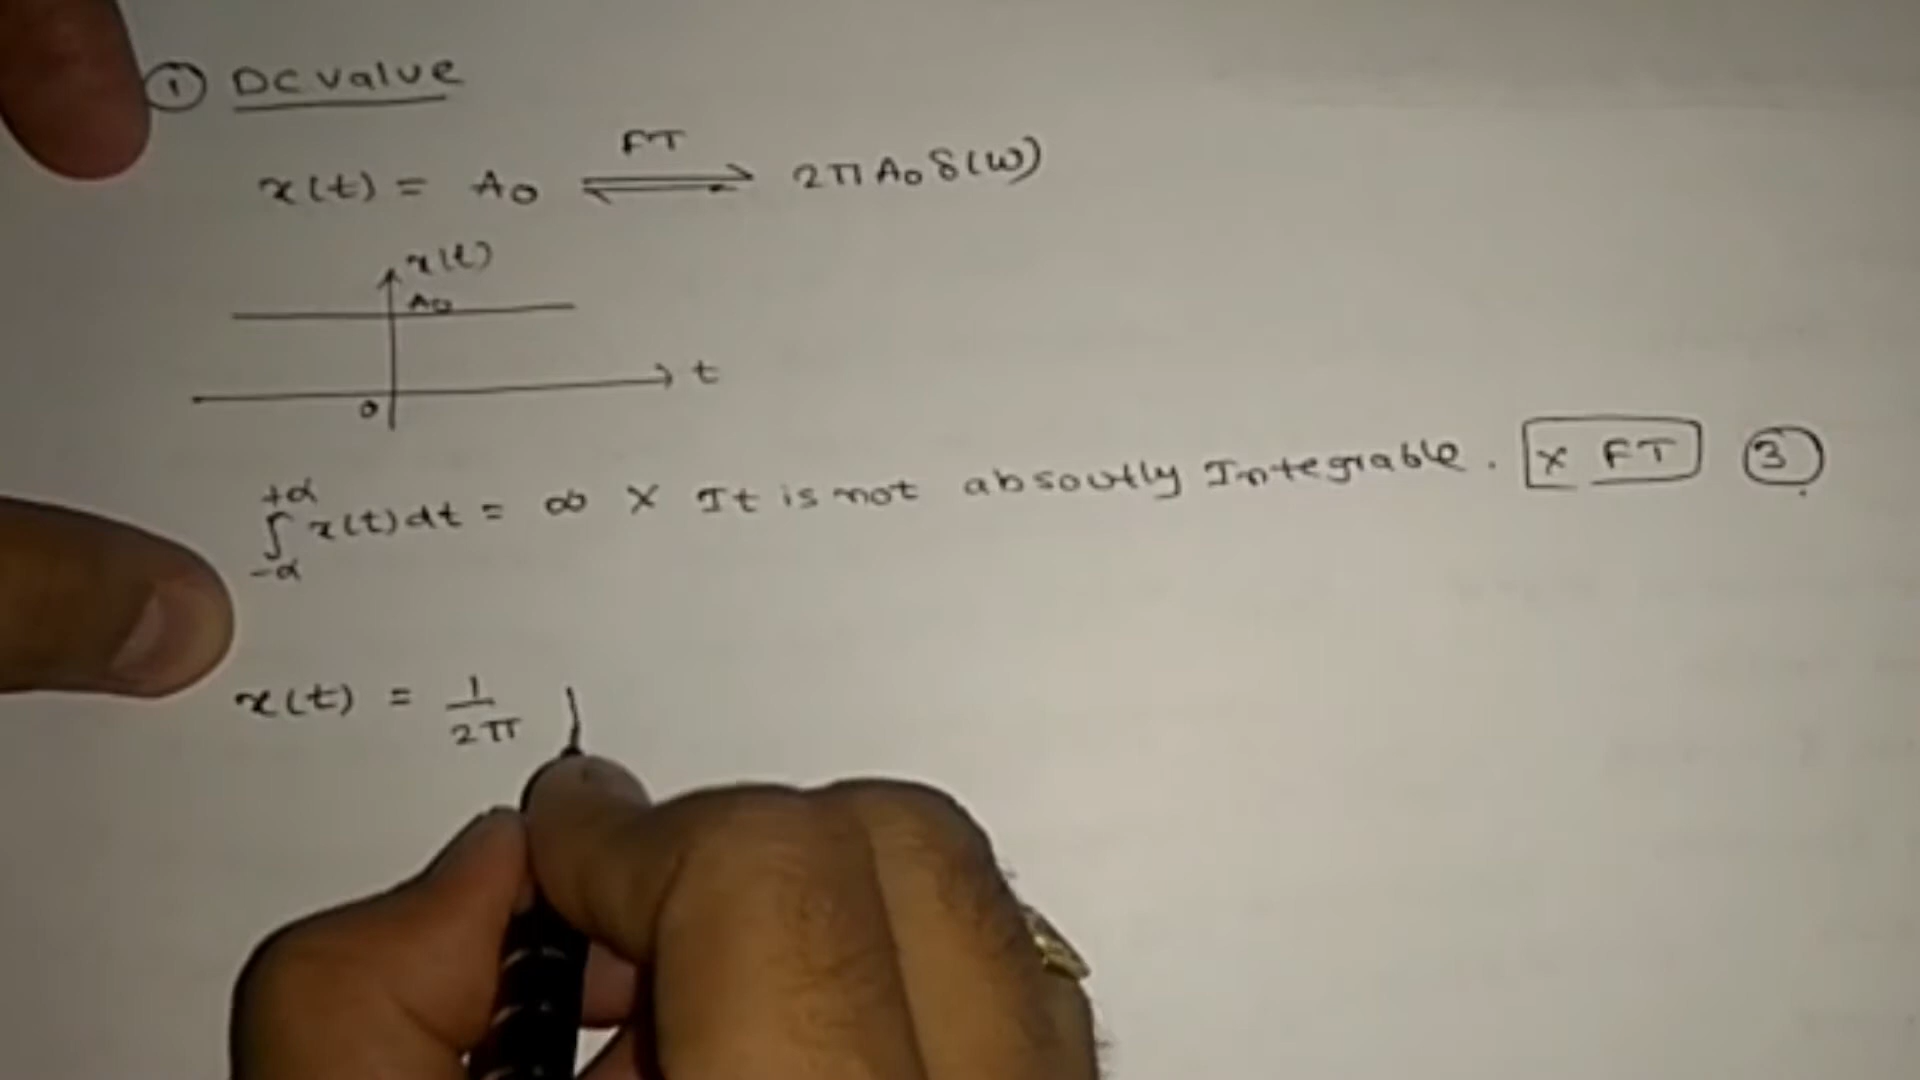 ① DC value
x(t) = A₀ ⇌ FT 2π A₀ δ(ω)
x(t)
A₀
t
0
∫ +α -α x(t) dt = ∞ × It is not absoutly Integrable. × FT ③
x(t) = 1/2π ∫